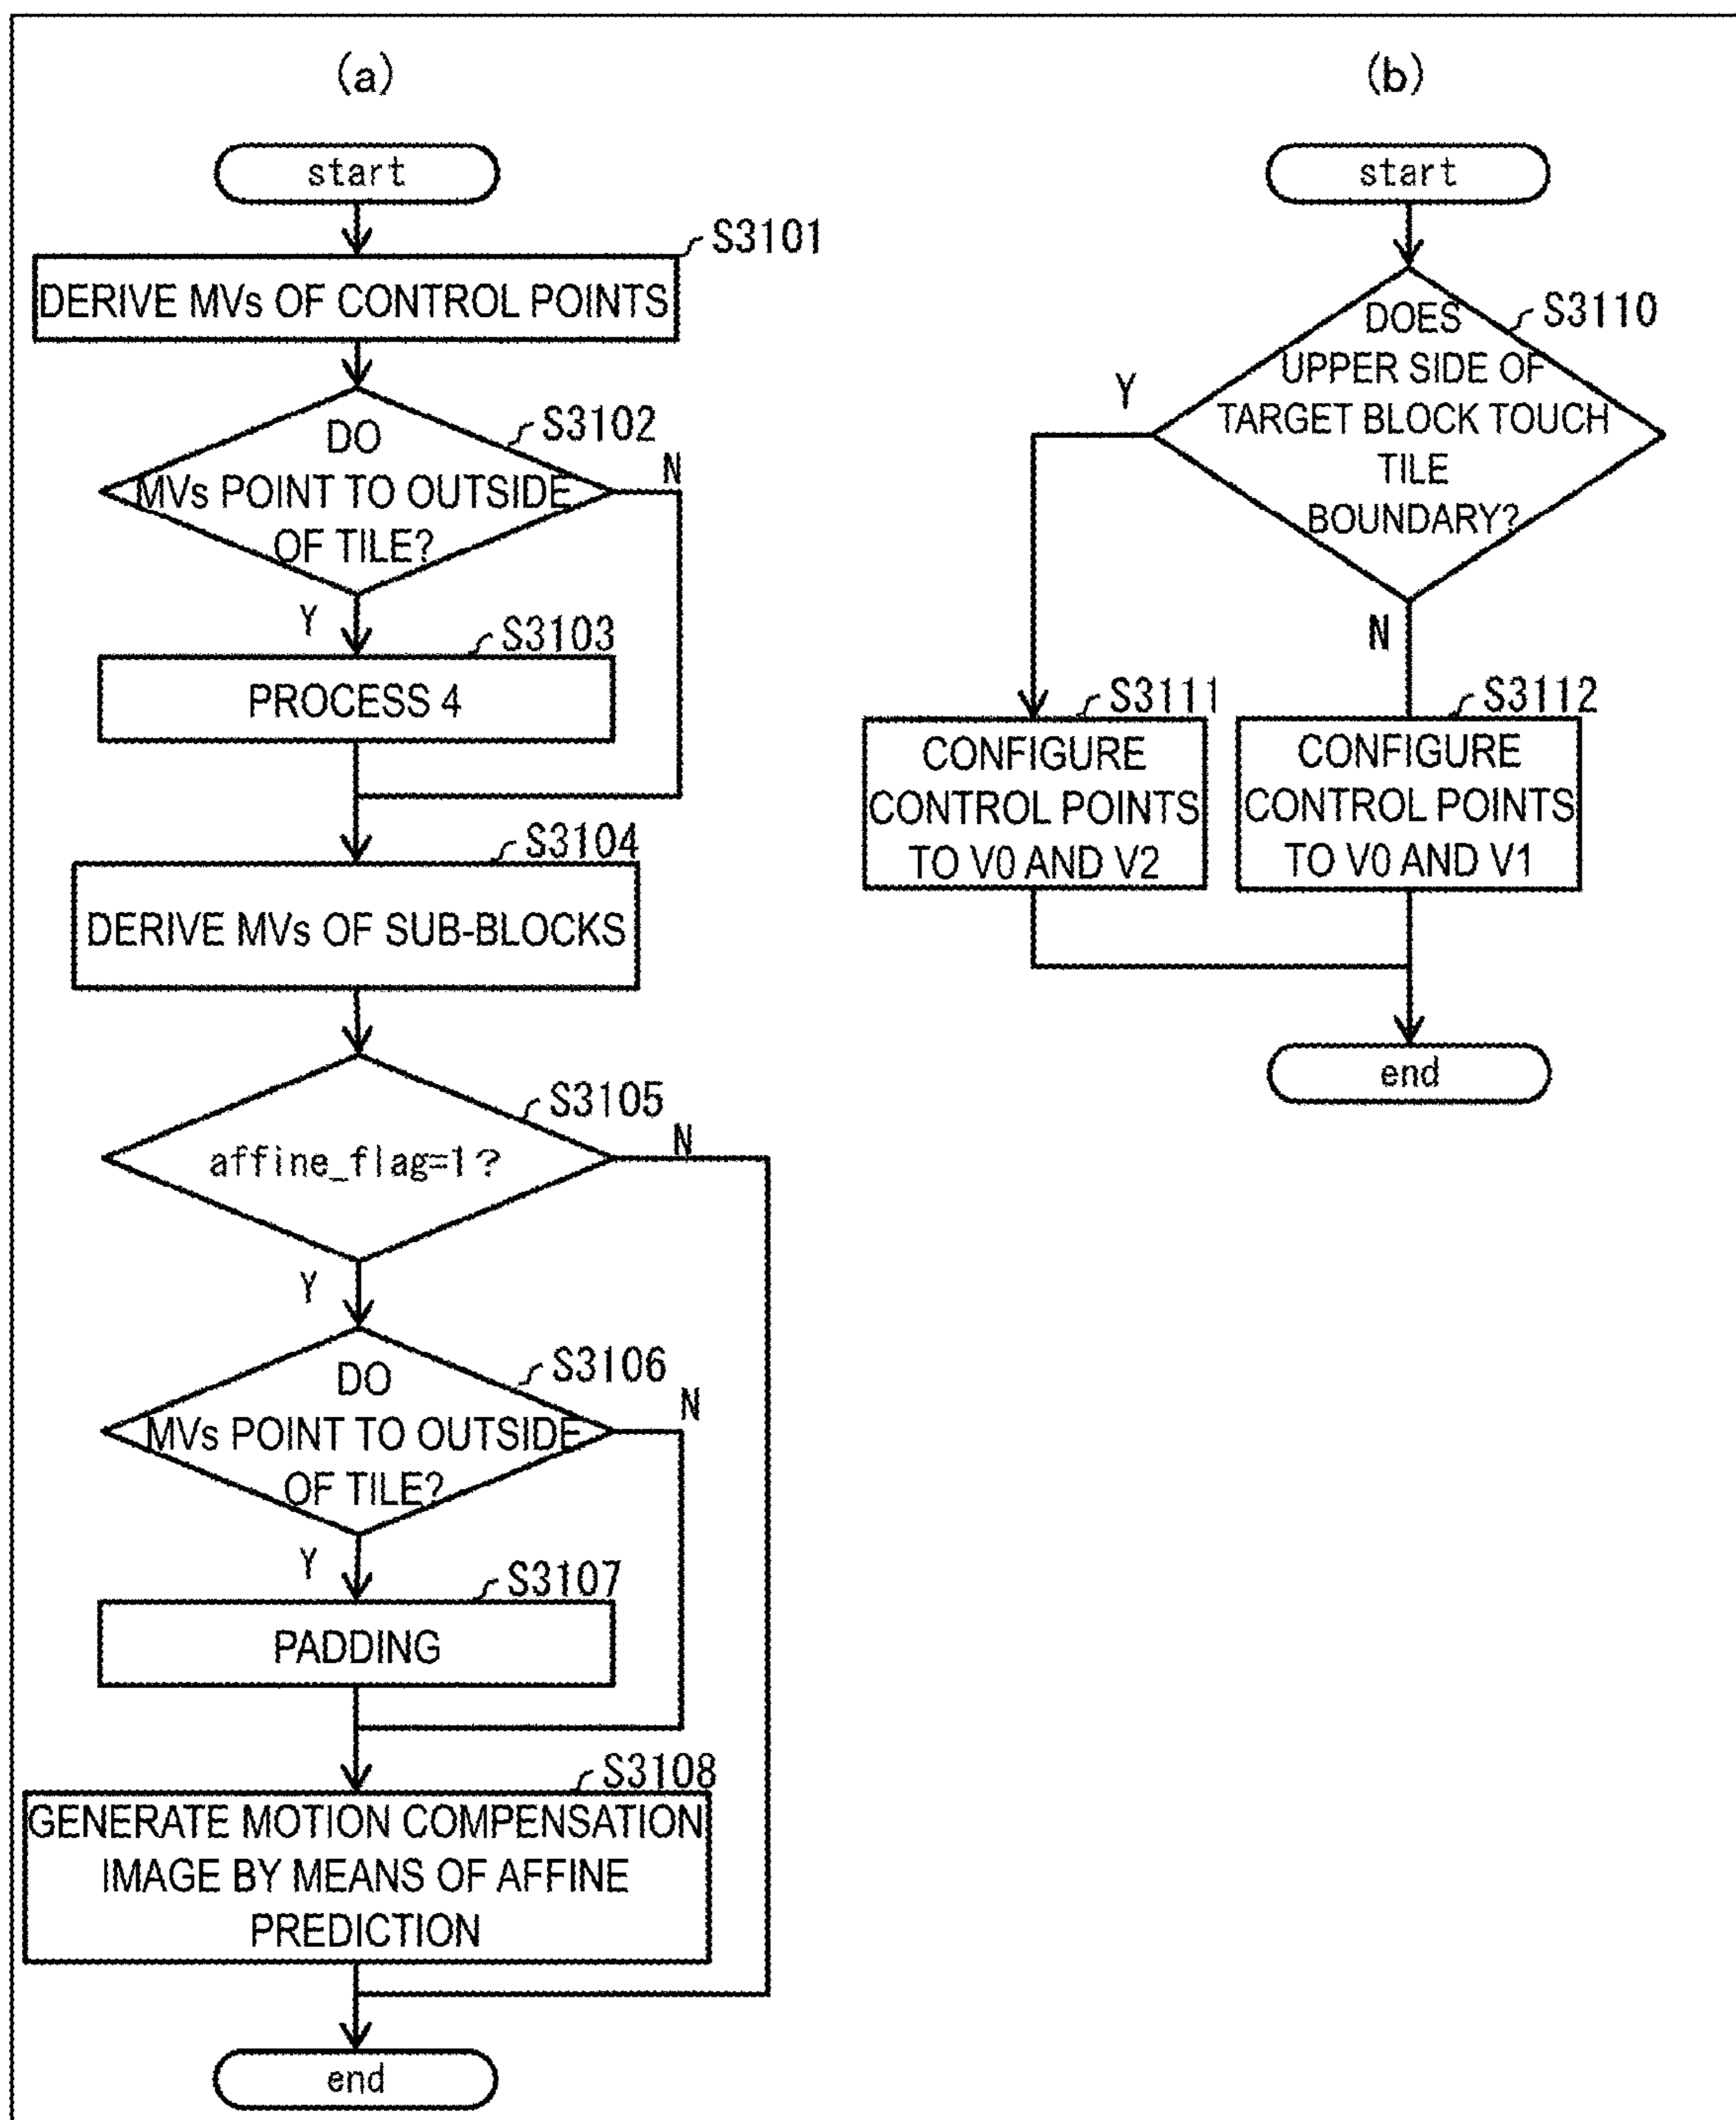 (a)
start
S3101
DERIVE MVs OF CONTROL POINTS
S3102
DO
MVs POINT TO OUTSIDE
OF TILE?
N
Y
S3103
PROCESS 4
S3104
DERIVE MVs OF SUB-BLOCKS
S3105
affine_flag=1?
N
Y
S3106
DO
MVs POINT TO OUTSIDE
OF TILE?
N
Y
S3107
PADDING
S3108
GENERATE MOTION COMPENSATION
IMAGE BY MEANS OF AFFINE
PREDICTION
end
(b)
start
S3110
DOES
UPPER SIDE OF
TARGET BLOCK TOUCH
TILE
BOUNDARY?
Y
N
S3111
CONFIGURE
CONTROL POINTS
TO V0 AND V2
S3112
CONFIGURE
CONTROL POINTS
TO V0 AND V1
end